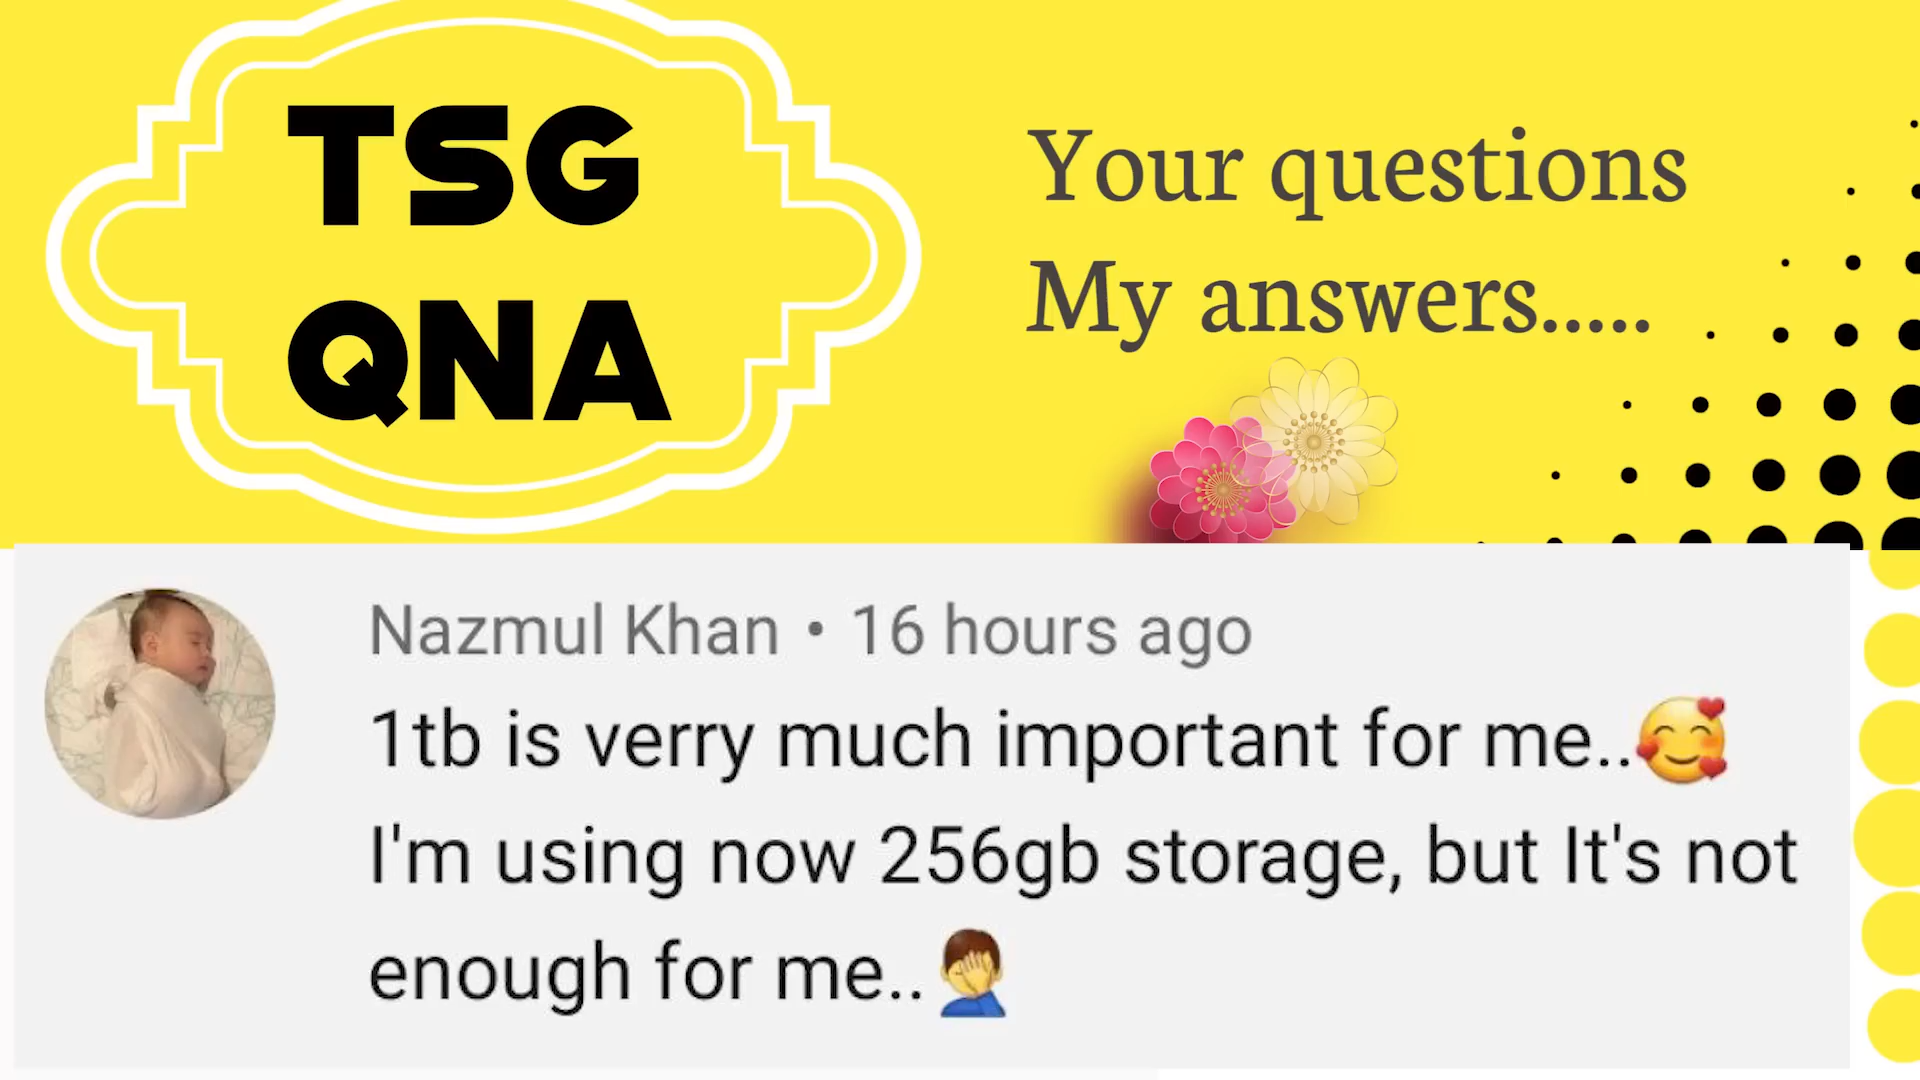 TSG
QNA
Your questions
My answers.....
Nazmul Khan • 16 hours ago
1tb is verry much important for me..🥰
I'm using now 256gb storage, but It's not
enough for me..🤦‍♂️